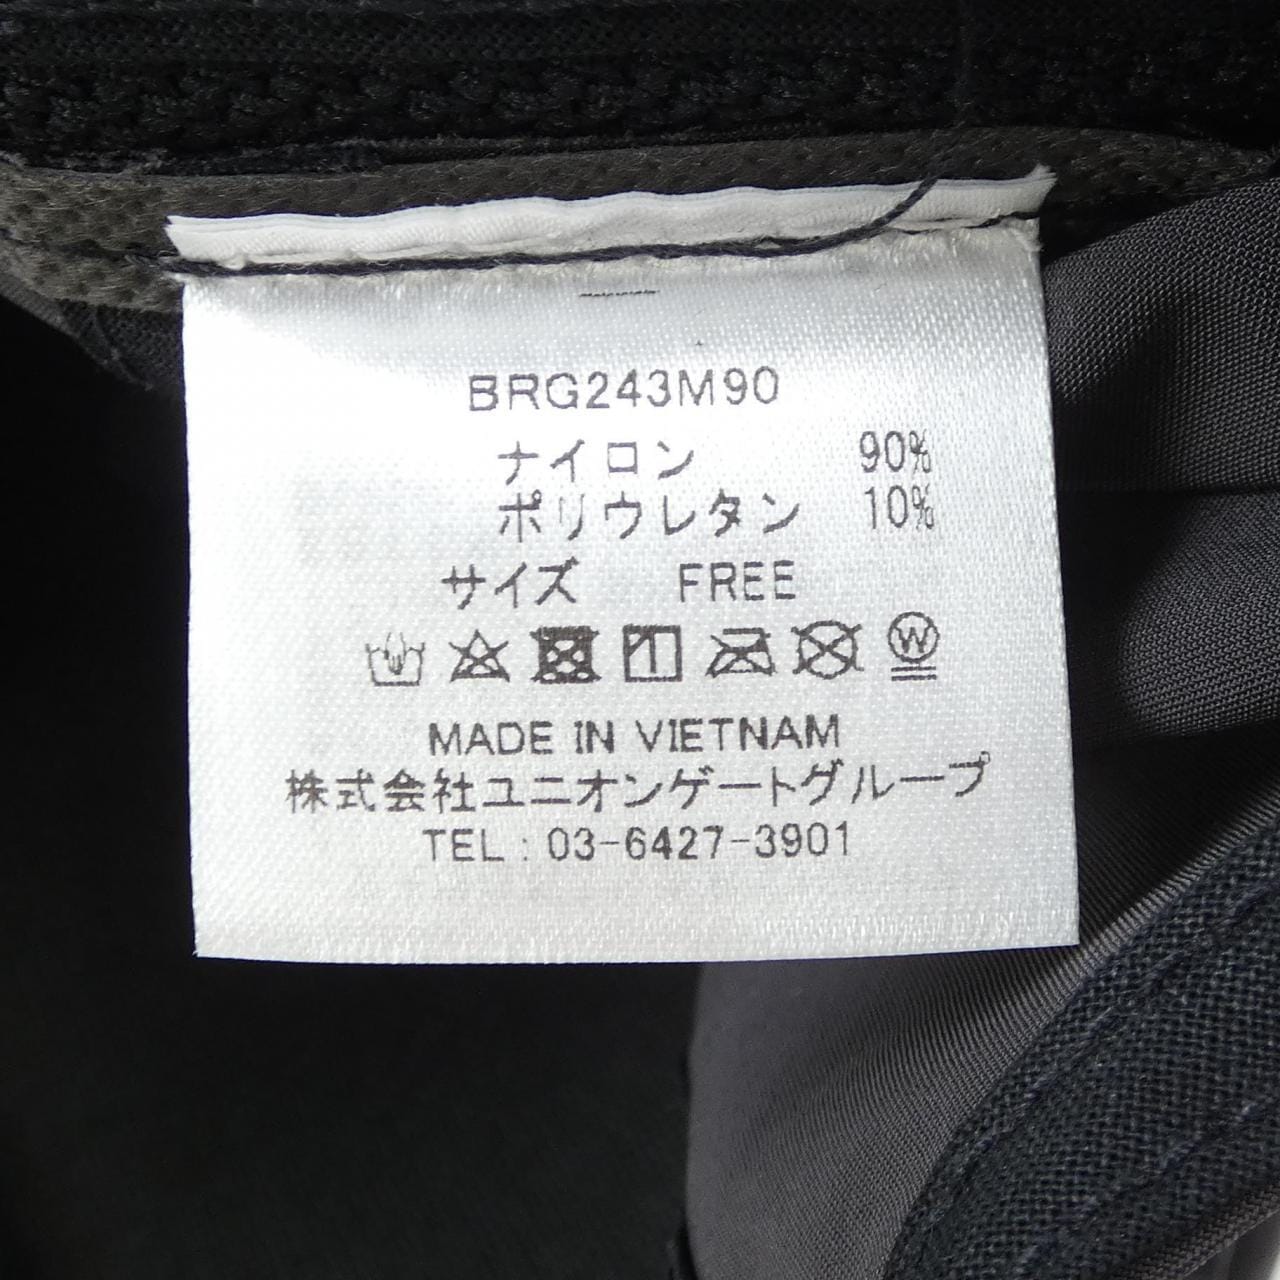 BRG243M90
ナイロン 90%
ポリウレタン 10%
サイズ FREE
W
MADE IN VIETNAM
株式会社ユニオンゲートグループ
TEL : 03-6427-3901